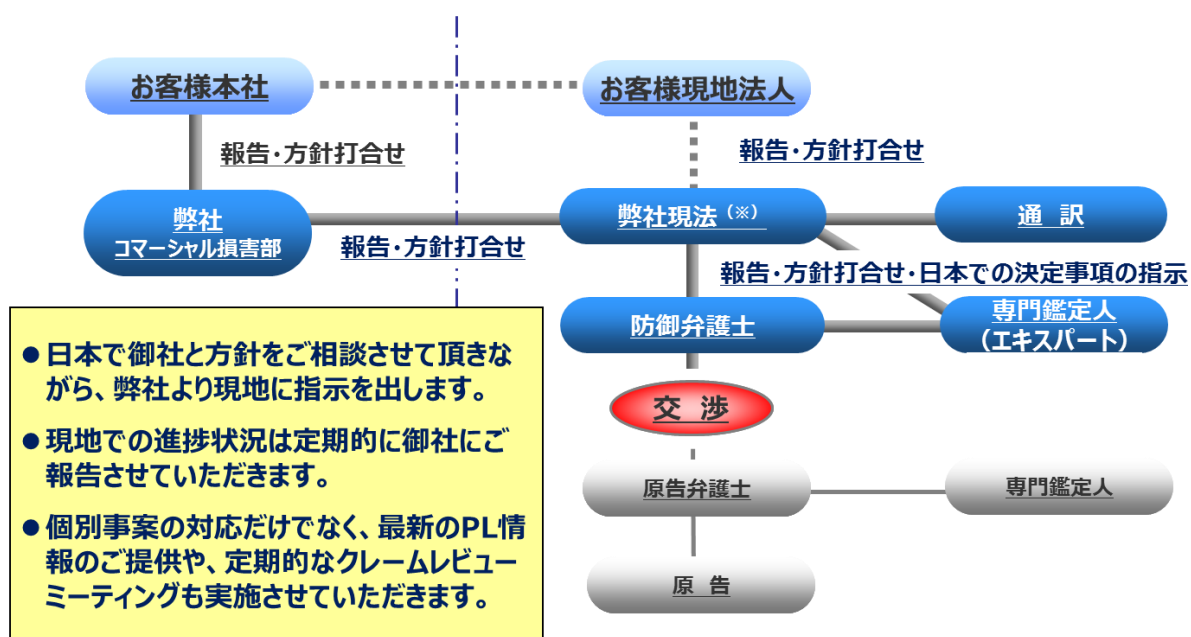 お客様本社
お客様現地法人
報告・方針打合せ
報告・方針打合せ
弊社
コマーシャル損害部
弊社現法（※）
通 訳
報告・方針打合せ
報告・方針打合せ・日本での決定事項の指示
防御弁護士
専門鑑定人
（エキスパート）
交 渉
原告弁護士
専門鑑定人
原 告
●日本で御社と方針をご相談させて頂きな
がら、弊社より現地に指示を出します。
●現地での進捗状況は定期的に御社にご
報告させていただきます。
●個別事案の対応だけでなく、最新のPL情
報のご提供や、定期的なクレームレビュー
ミーティングも実施させていただきます。